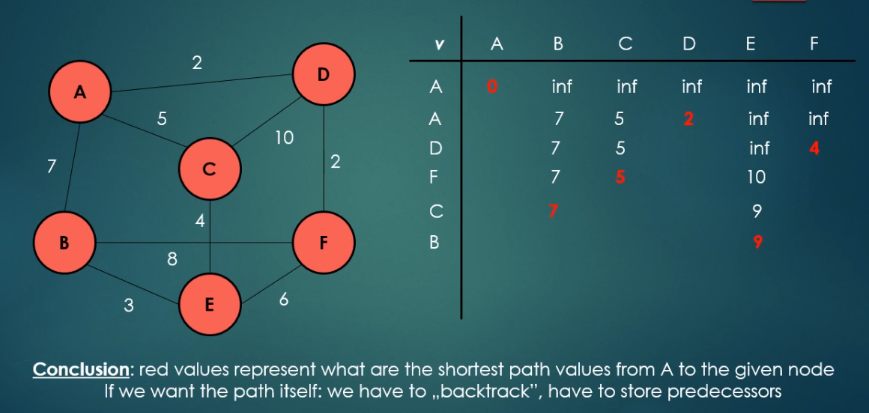 v A B C D E F
A 0 inf inf inf inf inf
A 7 5 2 inf inf
D 7 5 inf 4
F 7 5 10
C 7 9
B 9
A
D
C
B
F
E
2
5
10
7
2
4
8
3
6
Conclusion: red values represent what are the shortest path values from A to the given node
If we want the path itself: we have to „backtrack”, have to store predecessors